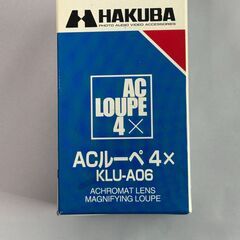 HAKUBA
PHOTO AUDIO VIDEO ACCESSORIES
AC
LOUPE
4×
ACルーペ 4×
KLU-A06
ACHROMAT LENS
MAGNIFYING LOUPE